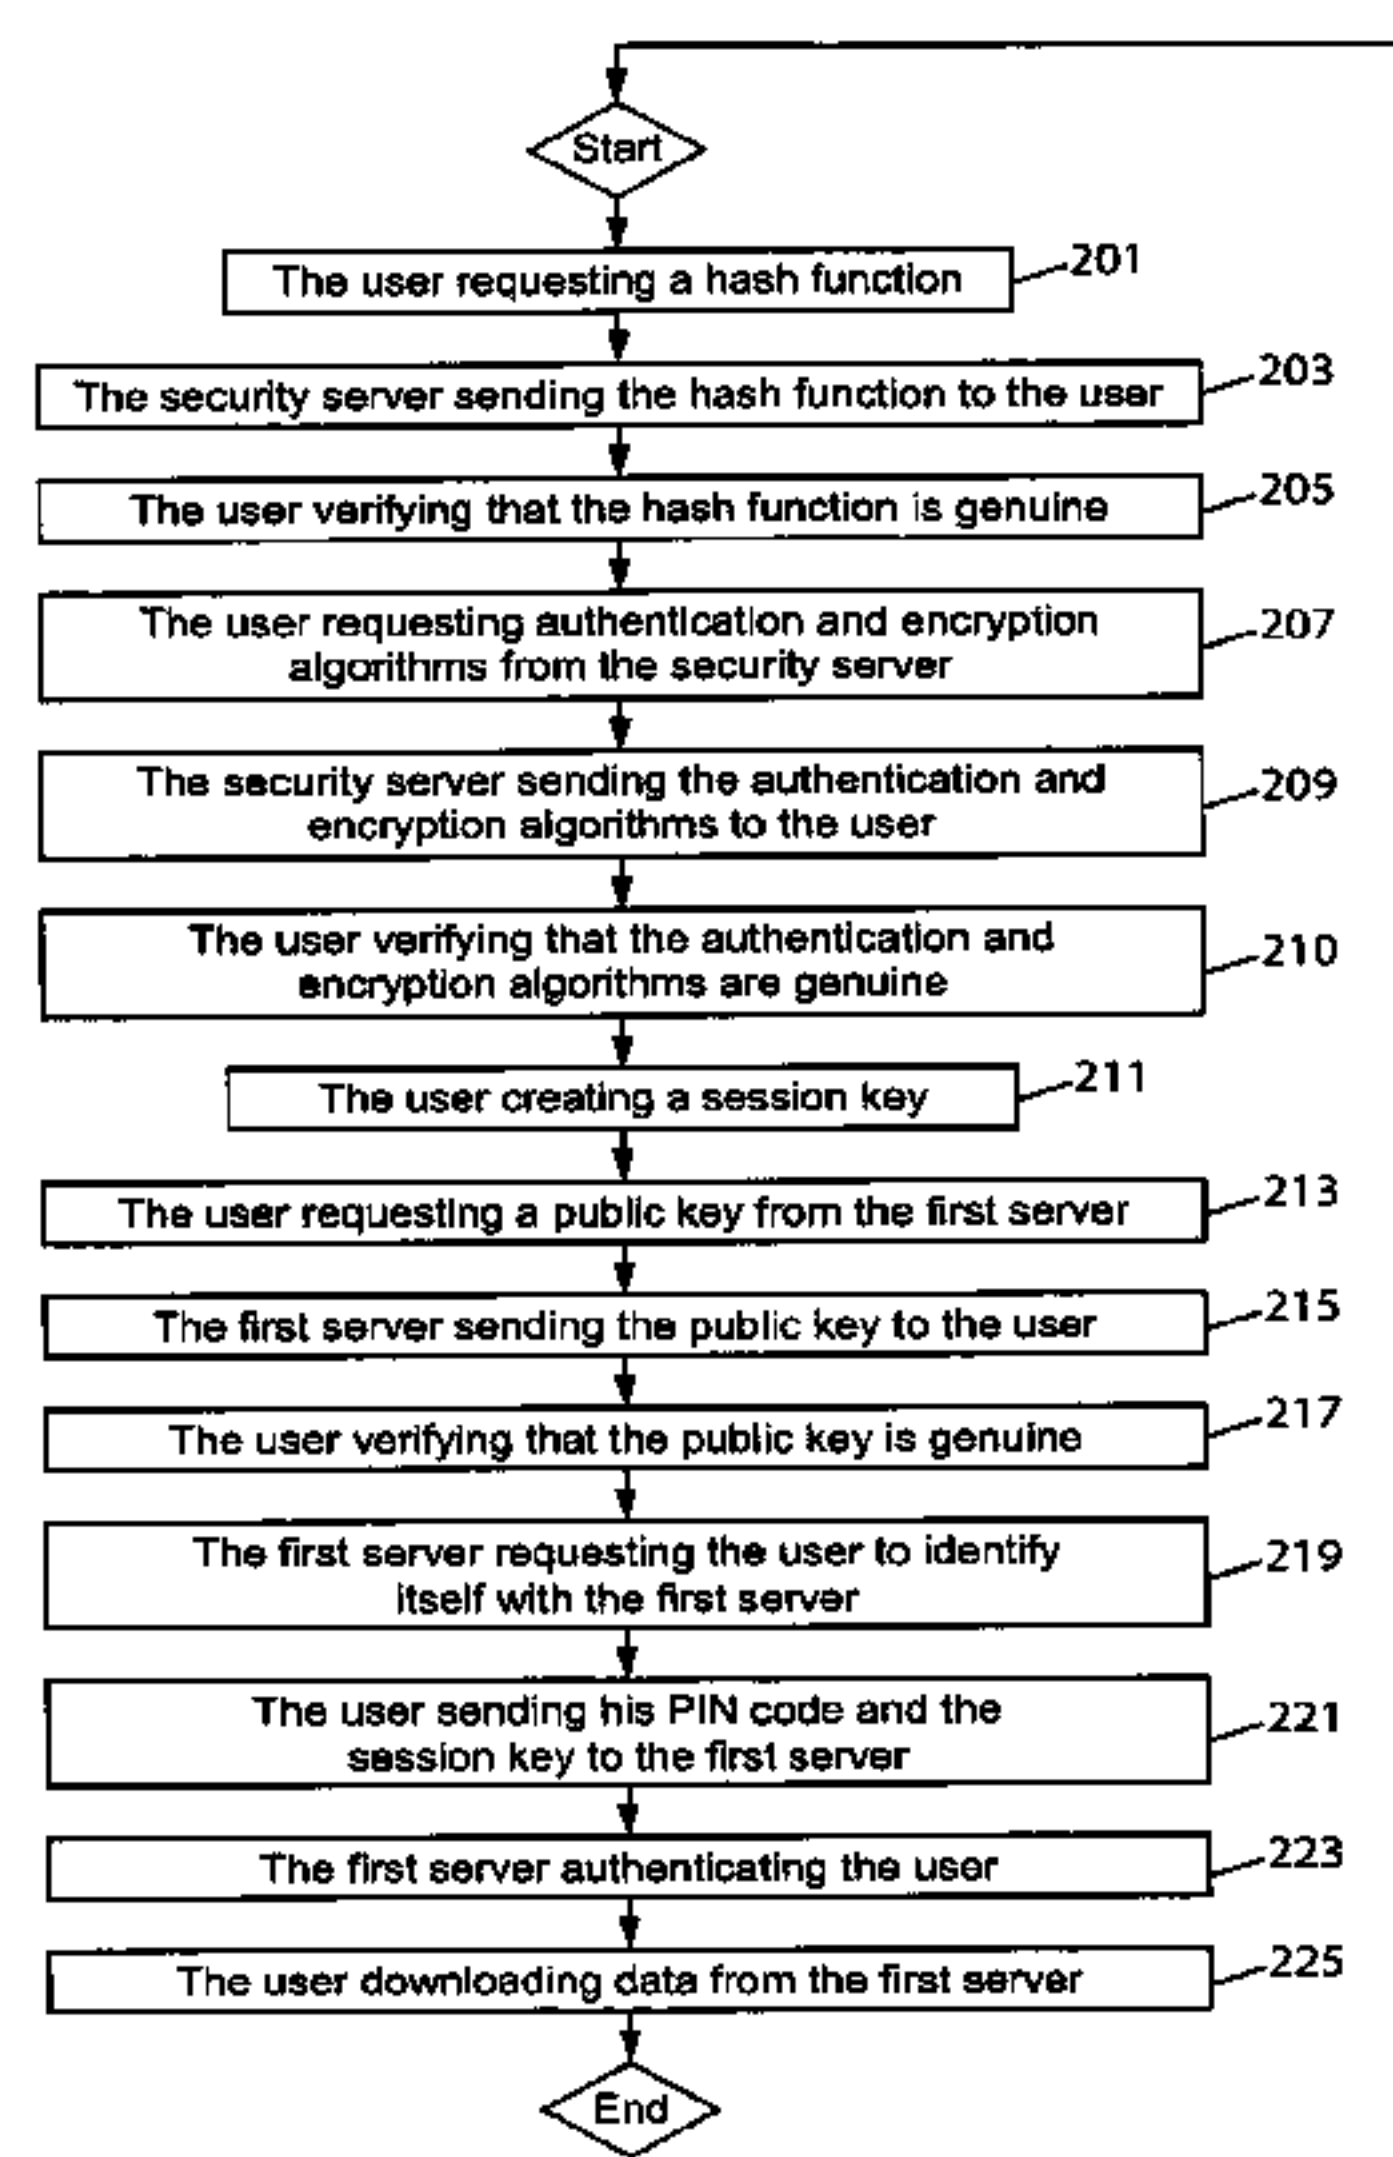 Start
The user requesting a hash function
201
The security server sending the hash function to the user
203
The user verifying that the hash function is genuine
205
The user requesting authentication and encryption
algorithms from the security server
207
The security server sending the authentication and
encryption algorithms to the user
209
The user verifying that the authentication and
encryption algorithms are genuine
210
The user creating a session key
211
The user requesting a public key from the first server
213
The first server sending the public key to the user
215
The user verifying that the public key is genuine
217
The first server requesting the user to identify
itself with the first server
219
The user sending his PIN code and the
session key to the first server
221
The first server authenticating the user
223
The user downloading data from the first server
225
End